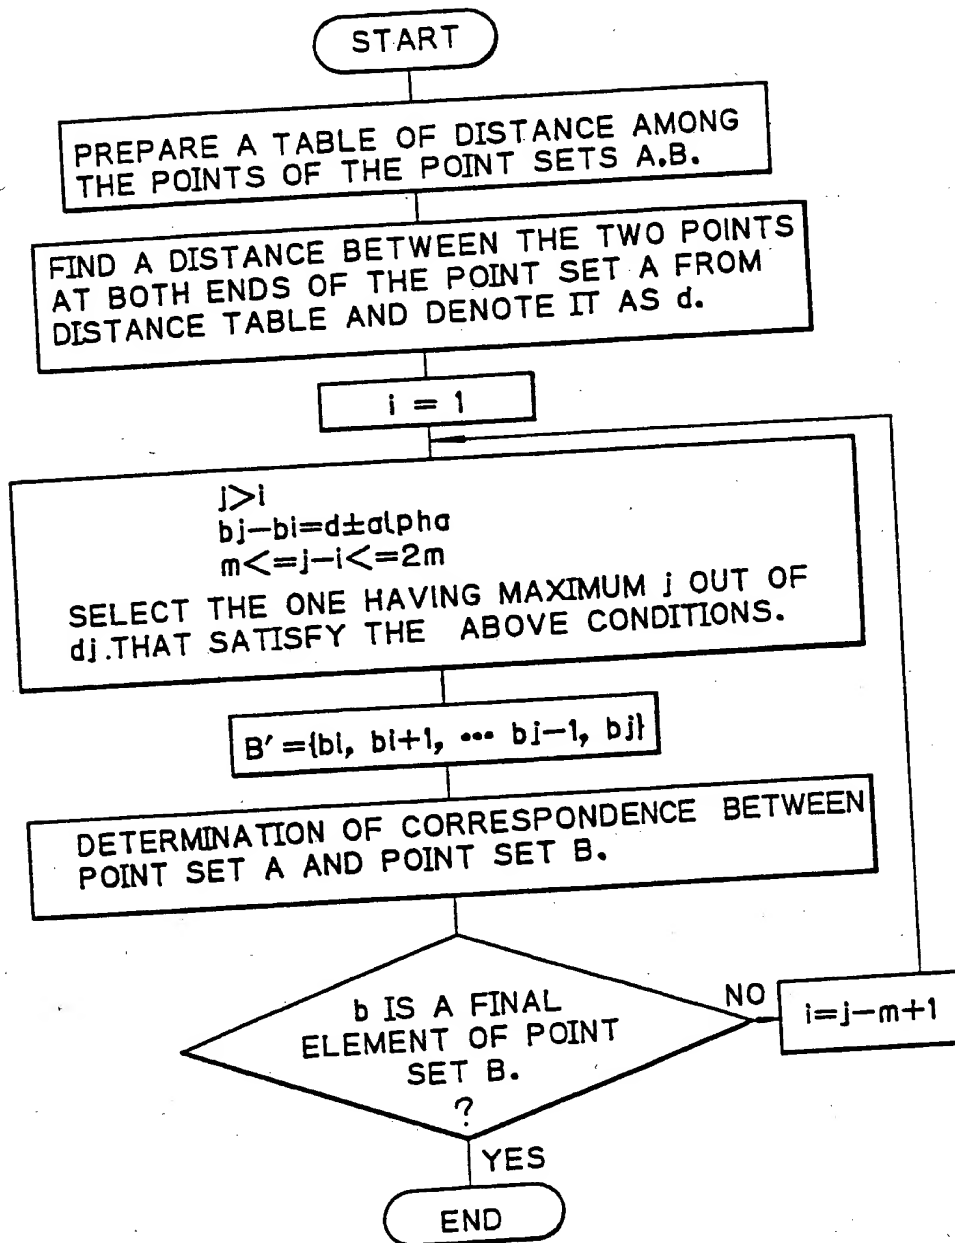 START
PREPARE A TABLE OF DISTANCE AMONG
THE POINTS OF THE POINT SETS A.B.
FIND A DISTANCE BETWEEN THE TWO POINTS
AT BOTH ENDS OF THE POINT SET A FROM
DISTANCE TABLE AND DENOTE IT AS d.
i = 1
j>i
bj-bi=d±alpha
m<=j-i<=2m
SELECT THE ONE HAVING MAXIMUM j OUT OF
dj.THAT SATISFY THE ABOVE CONDITIONS.
B'={bi, bi+1, ··· bj-1, bj}
DETERMINATION OF CORRESPONDENCE BETWEEN
POINT SET A AND POINT SET B.
b IS A FINAL
ELEMENT OF POINT
SET B.
?
NO
i=j-m+1
YES
END